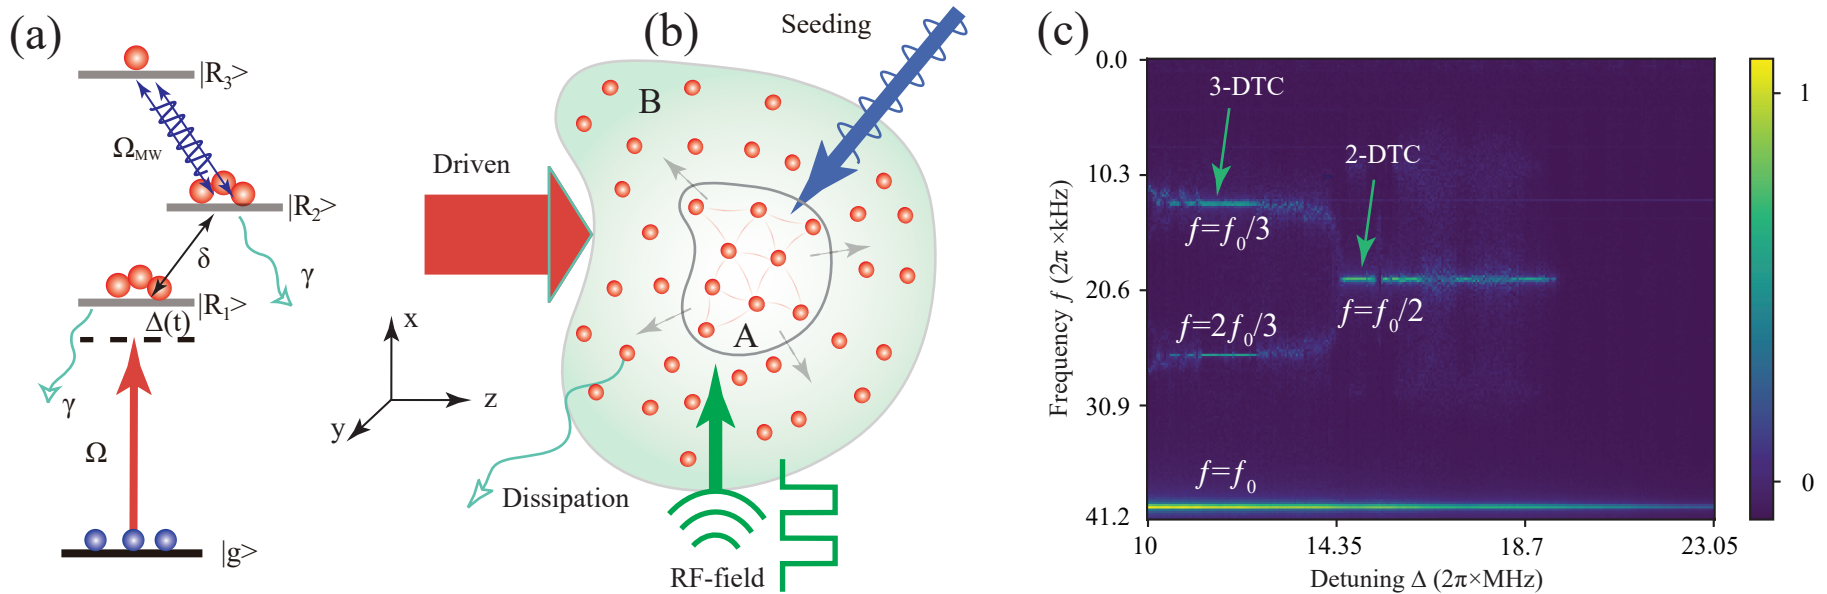 (a)
|R₃>
Ω_MW
|R₂>
δ
γ
|R₁>
Δ(t)
γ
Ω
|g>
(b)
Seeding
B
Driven
A
x
z
y
Dissipation
RF-field
(c)
0.0
10.3
20.6
30.9
41.2
Frequency f (2π×kHz)
3-DTC
2-DTC
f=f₀/3
f=f₀/2
f=2f₀/3
f=f₀
10
14.35
18.7
23.05
Detuning Δ (2π×MHz)
1
0